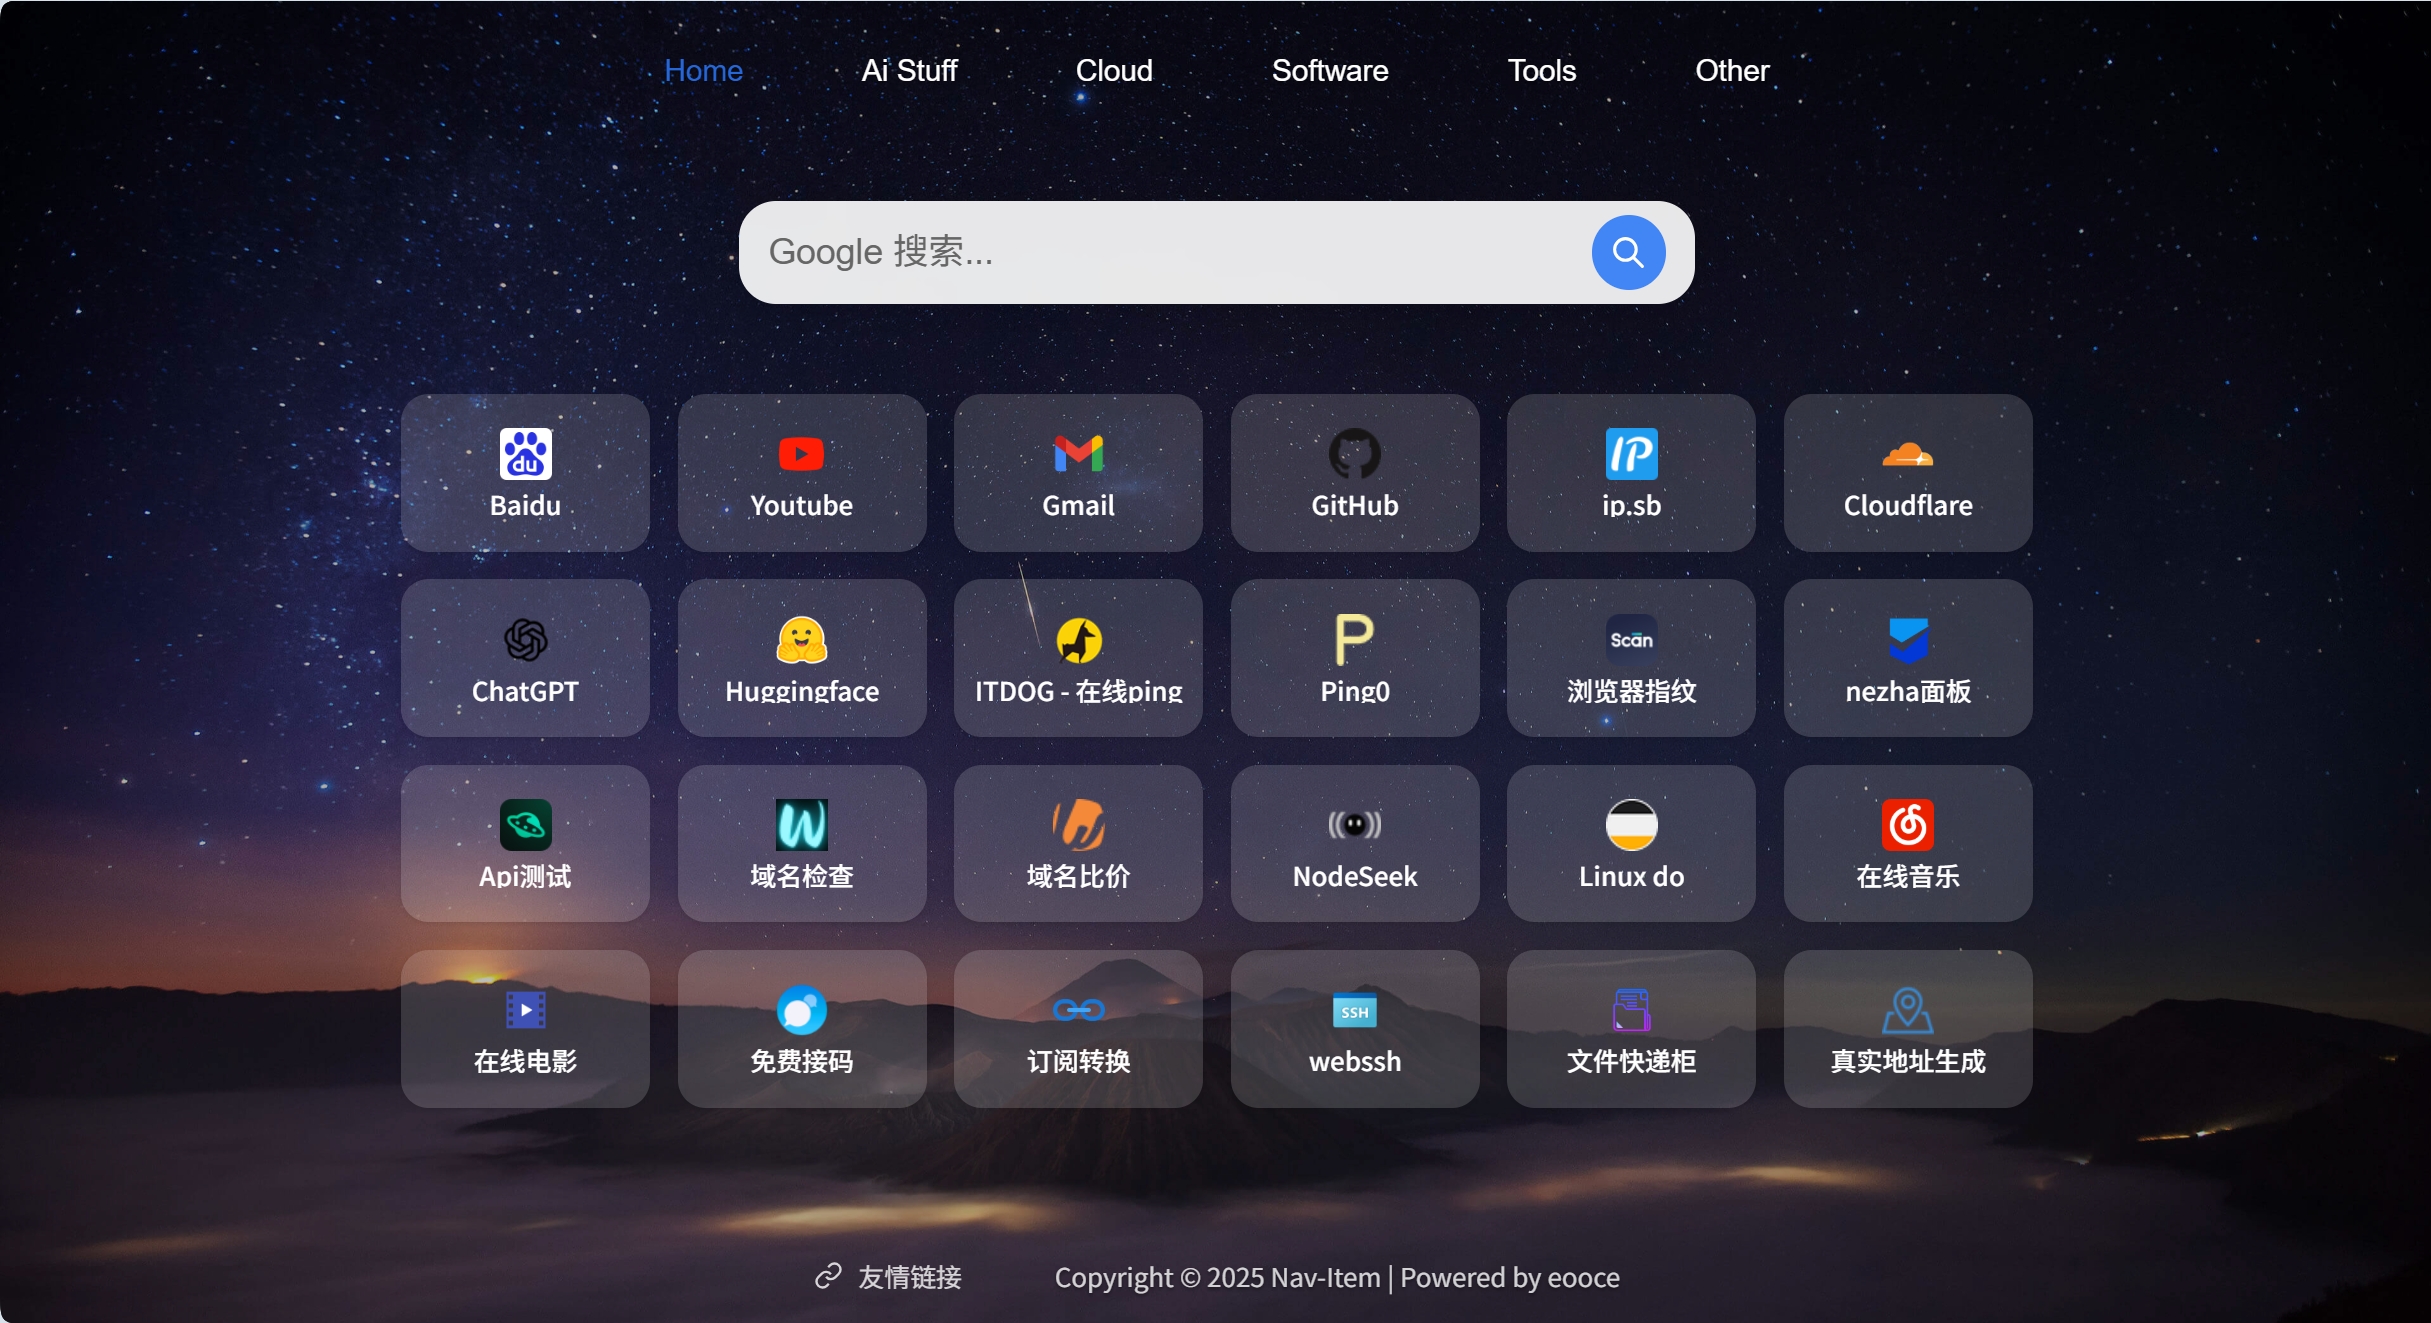 Home Ai Stuff Cloud Software Tools Other
Google 搜索...
du IP
Baidu Youtube Gmail GitHub ip.sb Cloudflare
Scan
ChatGPT Huggingface ITDOG - 在线ping Ping0 浏览器指纹 nezha面板
Api测试 域名检查 域名比价 NodeSeek Linux do 在线音乐
SSH
在线电影 免费接码 订阅转换 webssh 文件快递柜 真实地址生成
友情链接 Copyright © 2025 Nav-Item | Powered by eooce